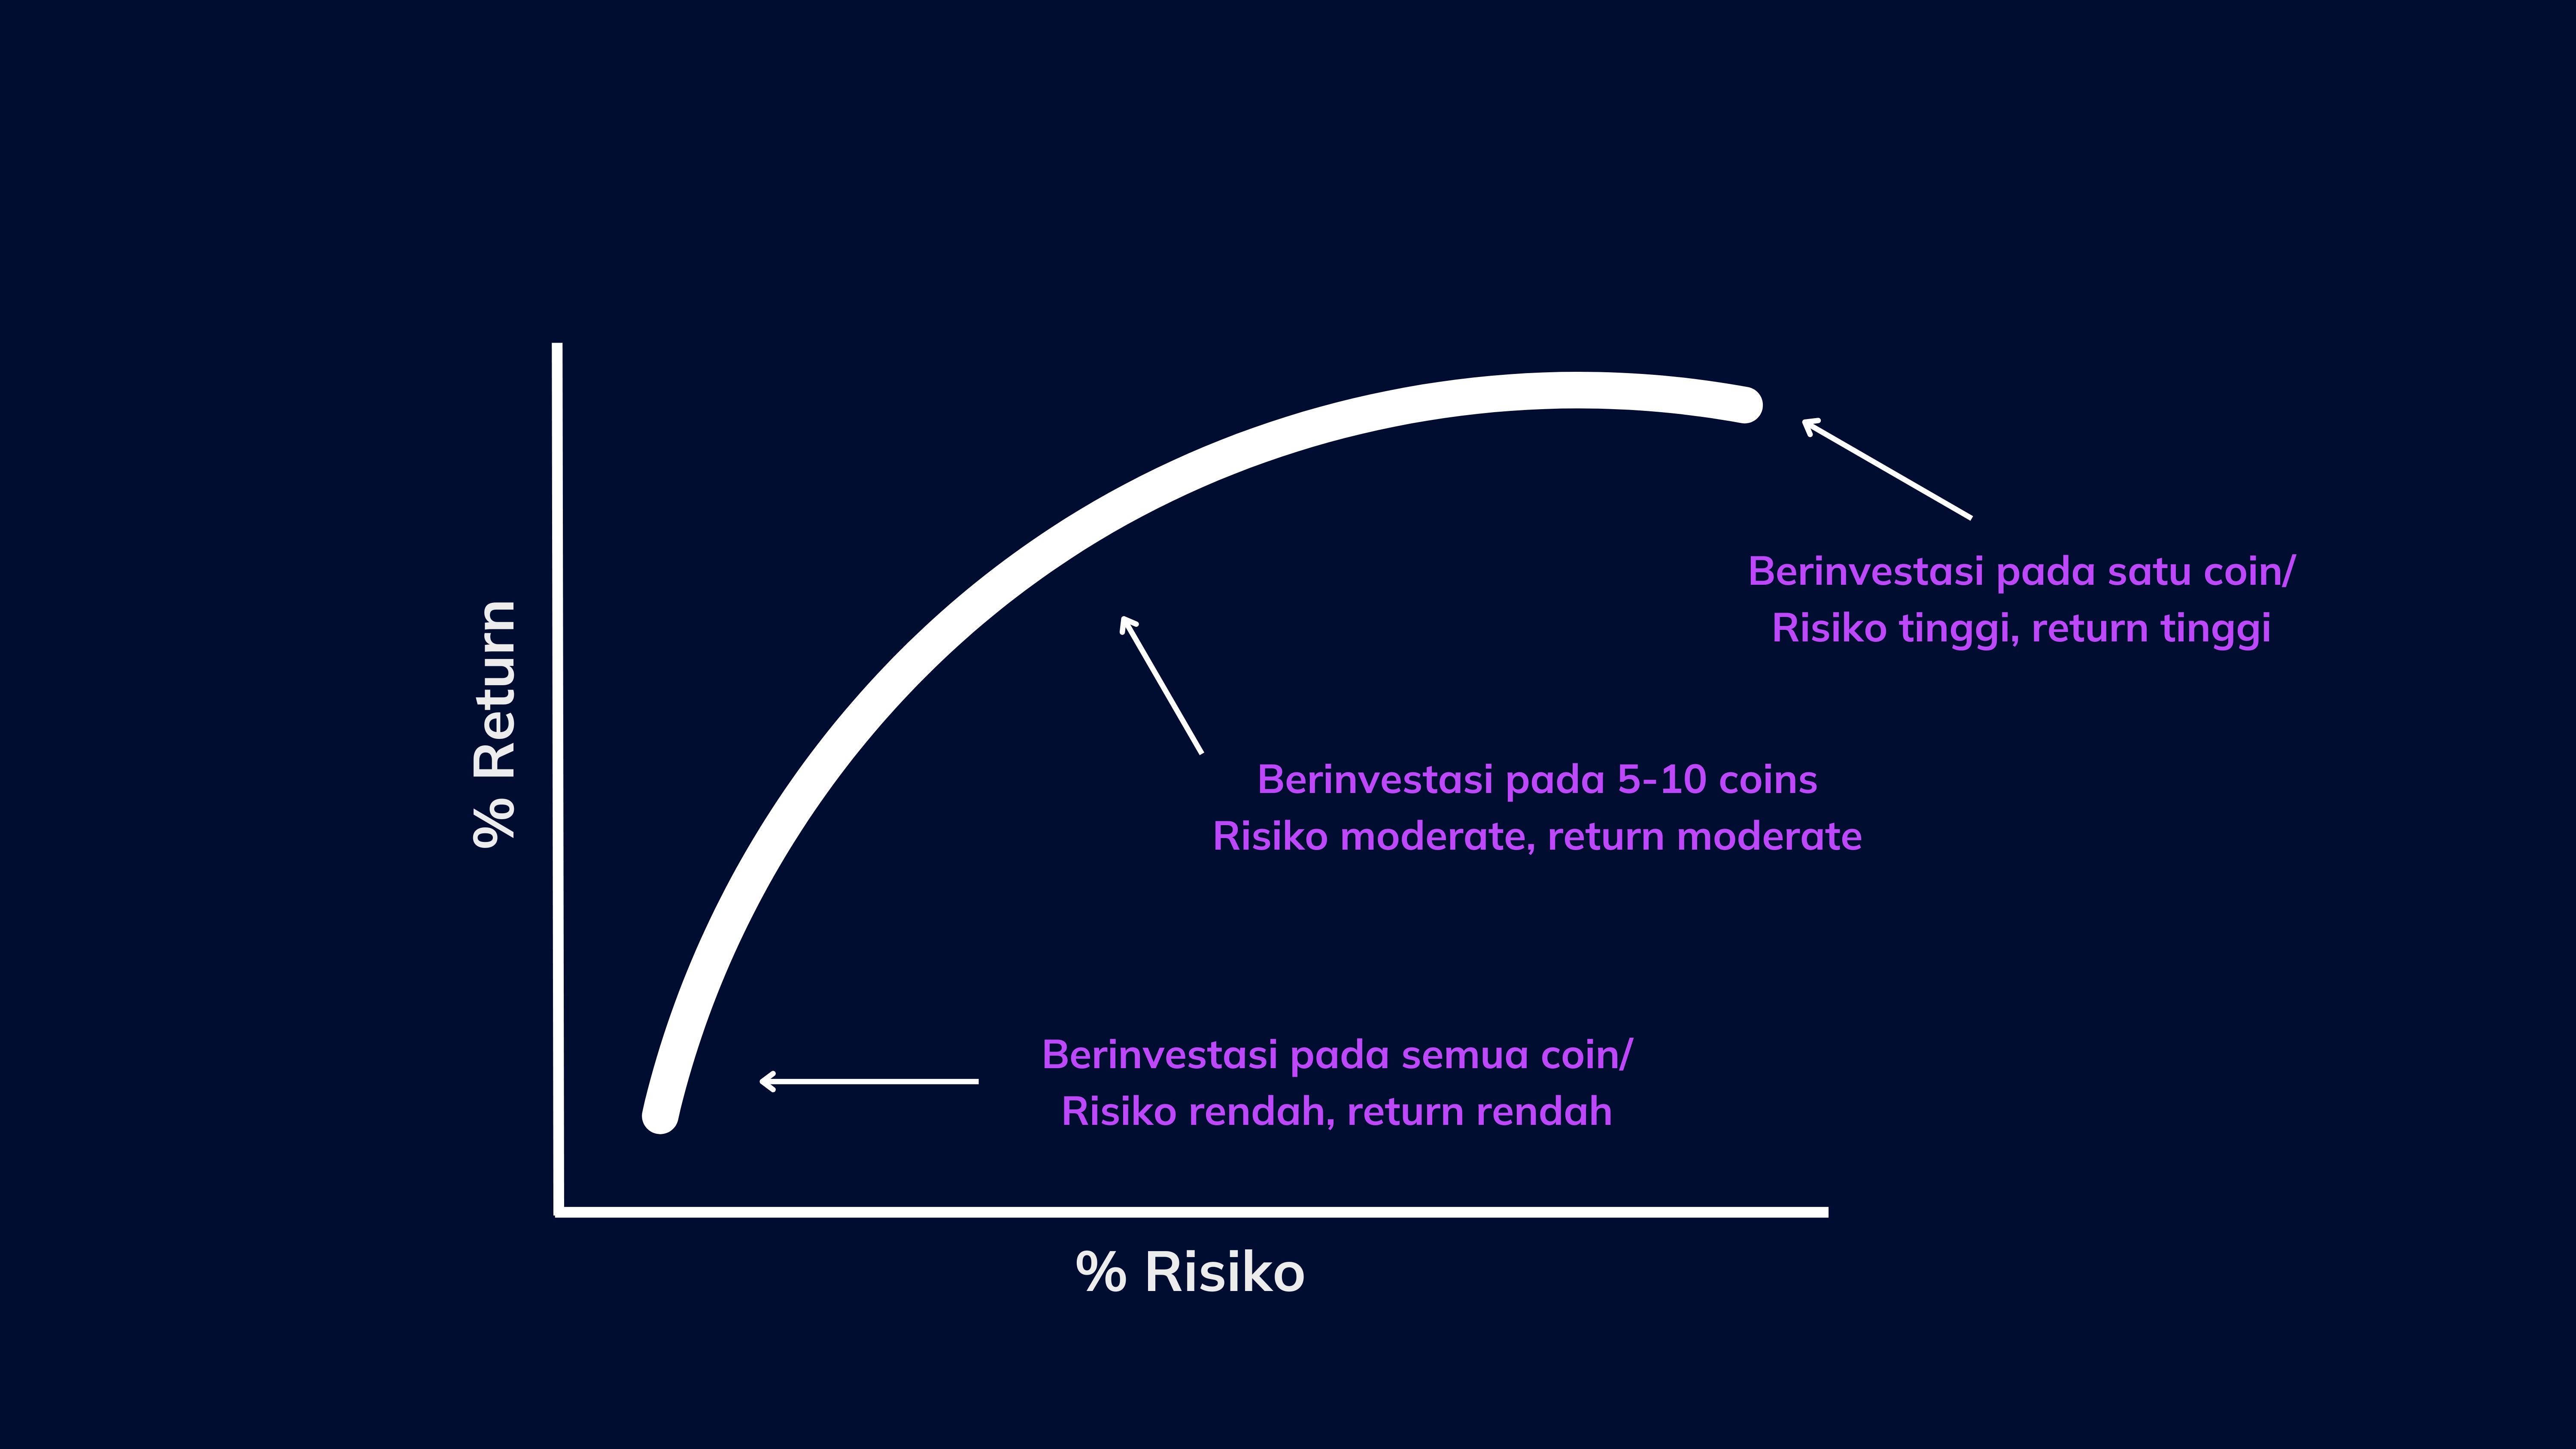 Berinvestasi pada satu coin/
Risiko tinggi, return tinggi
% Return
Berinvestasi pada 5-10 coins
Risiko moderate, return moderate
Berinvestasi pada semua coin/
Risiko rendah, return rendah
% Risiko